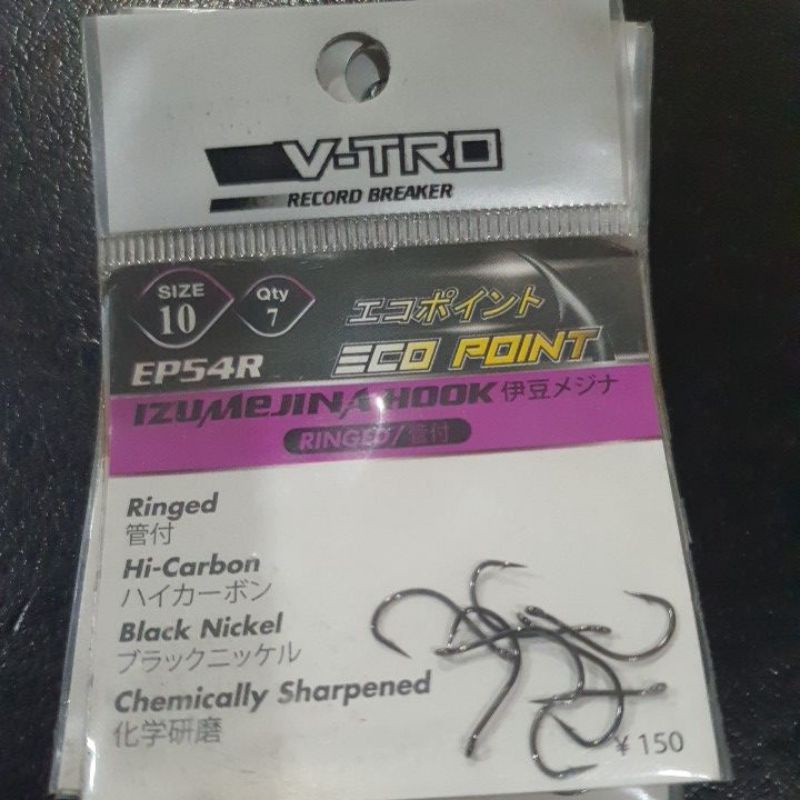 V-TRO
RECORD BREAKER
SIZE
10
Qty
7
エコポイント
ECO POINT
EP54R
IZUMEJINA HOOK 伊豆メジナ
RINGED/管付
Ringed
管付
Hi-Carbon
ハイカーボン
Black Nickel
ブラックニッケル
Chemically Sharpened
化学研磨
¥150